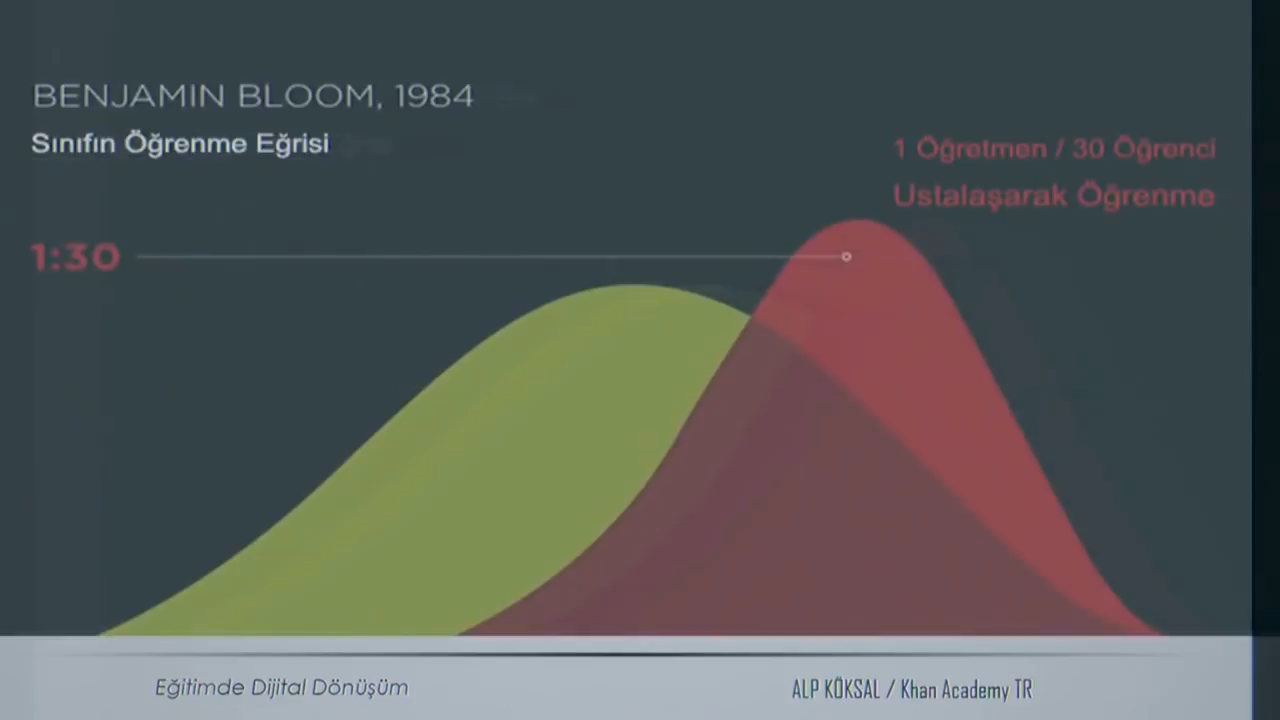 BENJAMIN BLOOM, 1984
Sınıfın Öğrenme Eğrisi
1 Öğretmen / 30 Öğrenci
Ustalaşarak Öğrenme
1:30
Eğitimde Dijital Dönüşüm
ALP KÖKSAL / Khan Academy TR